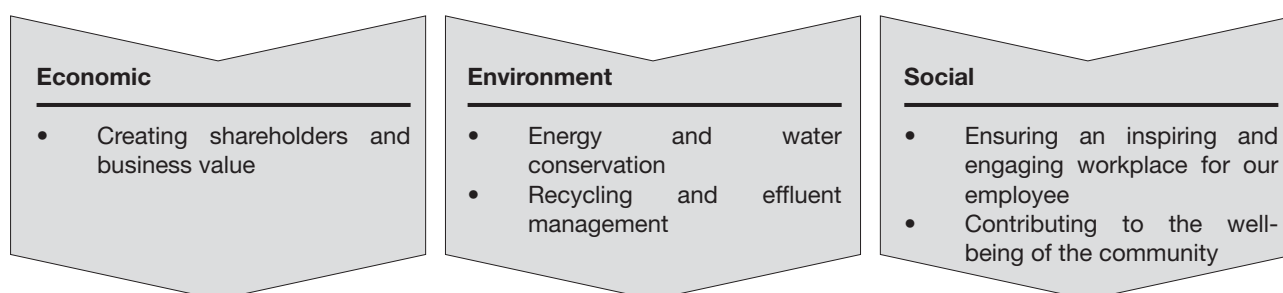 Economic
• Creating shareholders and
business value
Environment
• Energy and water
conservation
• Recycling and effluent
management
Social
• Ensuring an inspiring and
engaging workplace for our
employee
• Contributing to the well-
being of the community